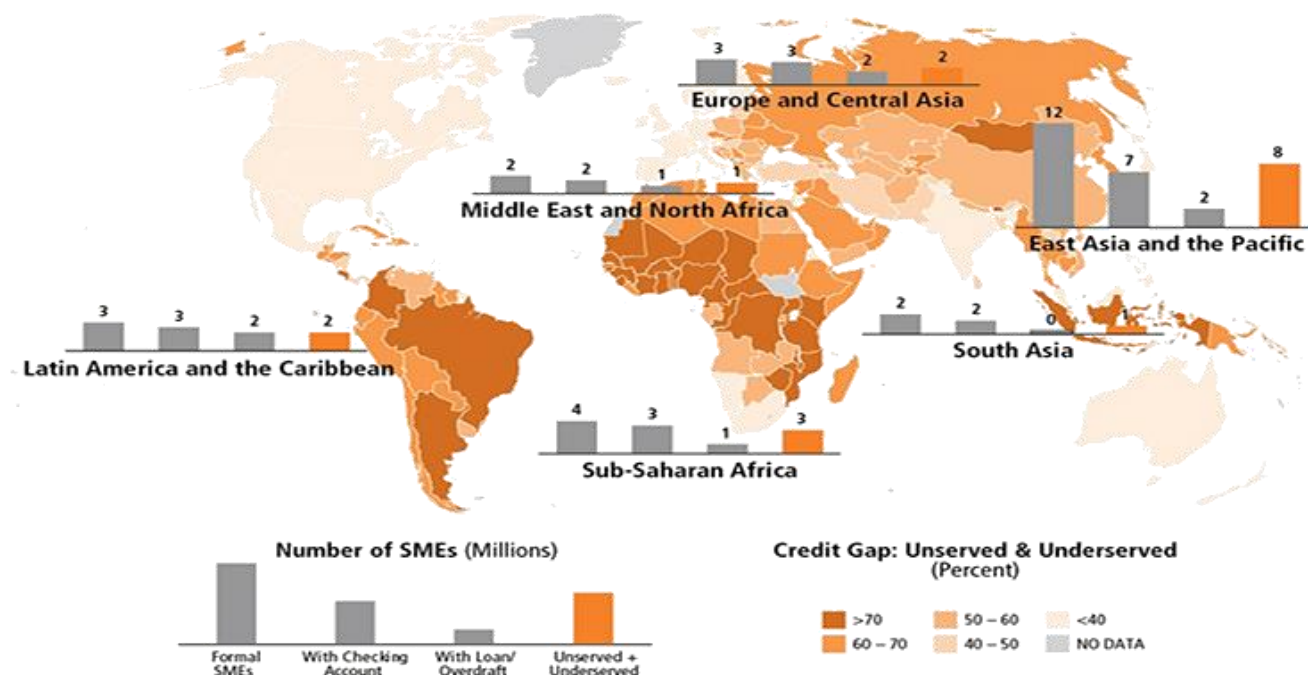 3 3 2 2
Europe and Central Asia
12 7 2 8
East Asia and the Pacific
2 2 1 1
Middle East and North Africa
3 3 2 2
Latin America and the Caribbean
2 2 0 1
South Asia
4 3 1 3
Sub-Saharan Africa
Number of SMEs (Millions)
Formal
SMEs
With Checking
Account
With Loan/
Overdraft
Unserved +
Underserved
Credit Gap: Unserved & Underserved
(Percent)
>70
50 – 60
<40
60 – 70
40 – 50
NO DATA